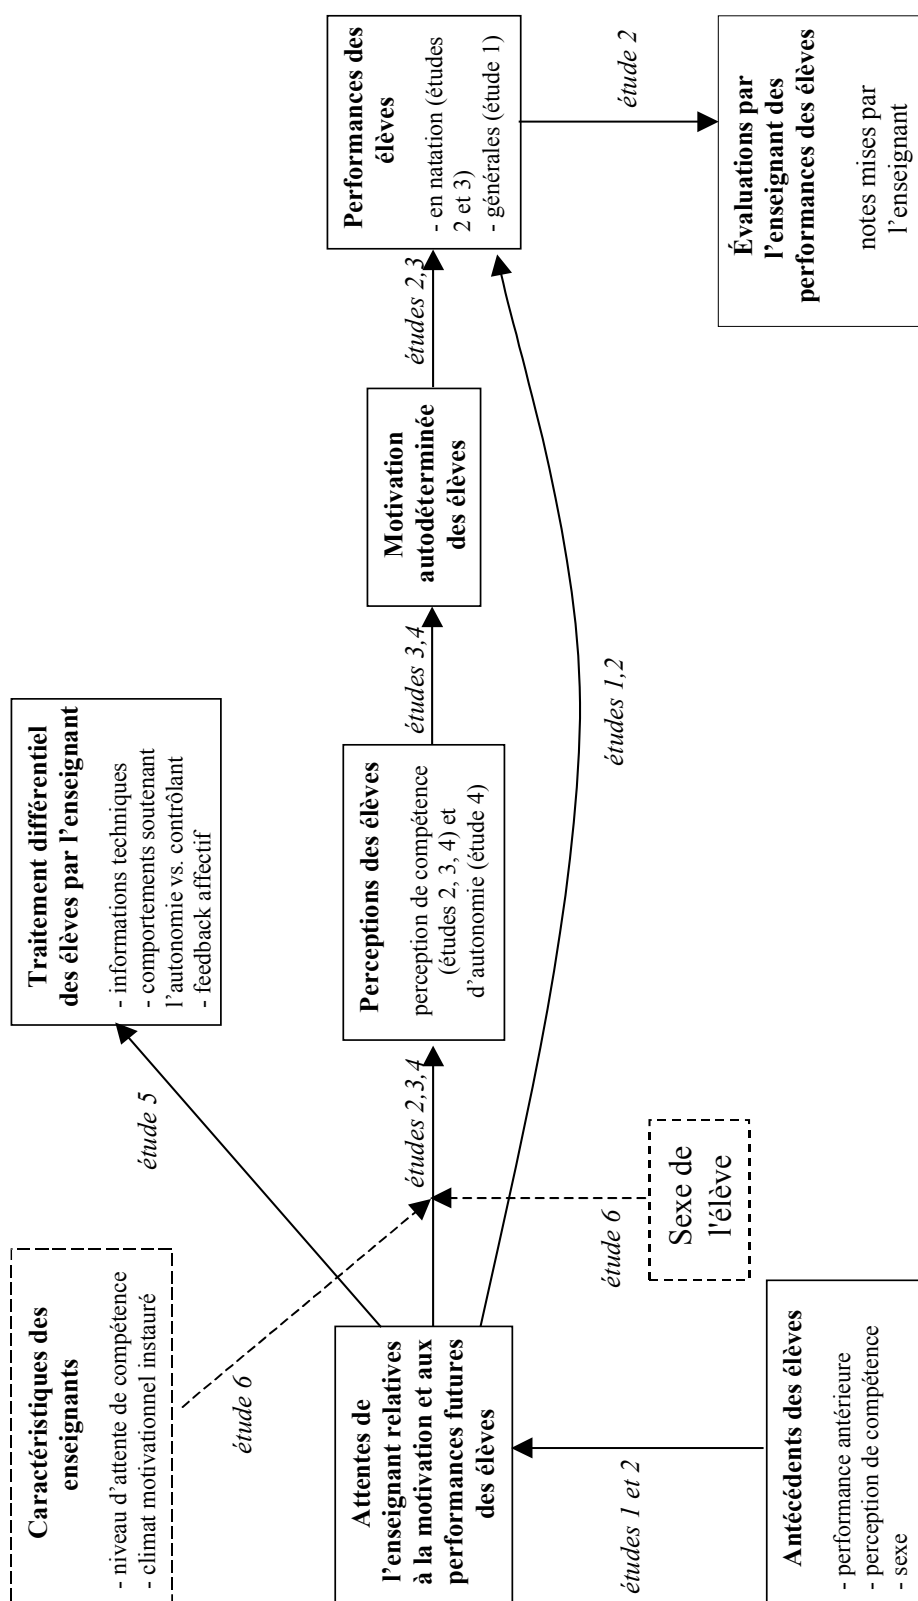 Caractéristiques des
enseignants
- niveau d’attente de compétence
- climat motivationnel instauré
Traitement différentiel
des élèves par l’enseignant
- informations techniques
- comportements soutenant
l’autonomie vs. contrôlant
- feedback affectif
étude 5
étude 6
Attentes de
l’enseignant relatives
à la motivation et aux
performances futures
des élèves
études 2,3,4
Perceptions des élèves
perception de compétence
(études 2, 3, 4) et
d’autonomie (étude 4)
études 3,4
Motivation
autodéterminée
des élèves
études 2,3
Performances des
élèves
- en natation (études
2 et 3)
- générales (étude 1)
études 1 et 2
étude 6
Sexe de
l'élève
études 1,2
étude 2
Antécédents des élèves
- performance antérieure
- perception de compétence
- sexe
Évaluations par
l’enseignant des
performances des élèves
notes mises par
l’enseignant